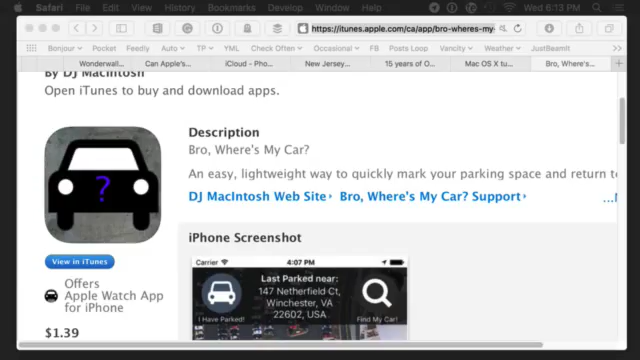 Safari File Edit View History Bookmarks Develop Window Help Wed 6:13 PM
https://itunes.apple.com/ca/app/bro-wheres-my-
Bonjour Pocket News Auto TP YML Check Often Collections FB Posts Loop Vancity Weather JustBeamIt
Wonderwall... Can Apple's... iCloud - Pho... New Jersey... 15 years of O... Mac OS X tu... Bro, Where's...
By DJ MacIntosh
Open iTunes to buy and download apps.
Description
Bro, Where's My Car?
An easy, lightweight way to quickly mark your parking space and return to
DJ MacIntosh Web Site Bro, Where's My Car? Support
?
View in iTunes
Offers
Apple Watch App
for iPhone
$1.39
iPhone Screenshot
Carrier 4:07 PM
Last Parked near:
147 Netherfield Ct,
Winchester, VA
22602, USA
I Have Parked!
Find My Car!